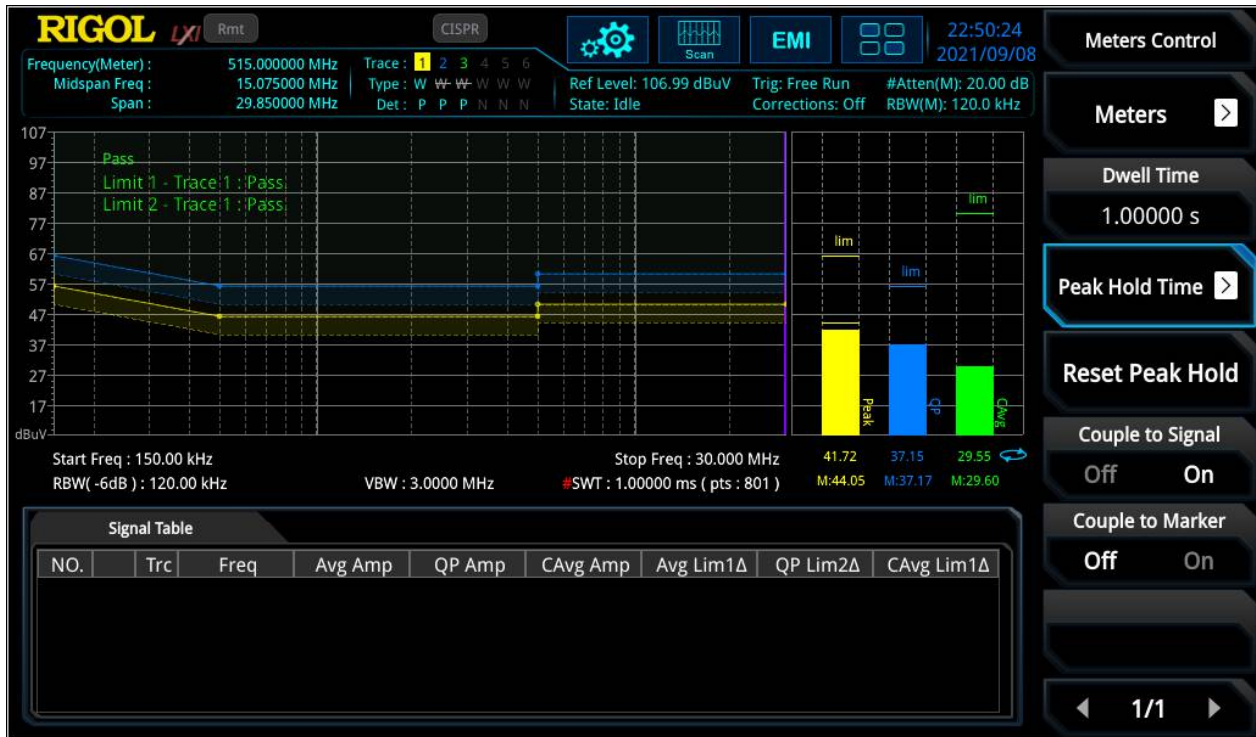 RIGOL LXI Rmt CISPR Scan EMI 22:50:24
2021/09/08
Frequency(Meter) : 515.000000 MHz
Midspan Freq : 15.075000 MHz
Span : 29.850000 MHz
Trace : 1 2 3 4 5 6
Type : W W W W W W
Det : P P P N N N
Ref Level: 106.99 dBuV Trig: Free Run #Atten(M): 20.00 dB
State: Idle Corrections: Off RBW(M): 120.0 kHz
107
97
87
77
67
57
47
37
27
17
dBuV
Pass
Limit 1 - Trace 1 : Pass
Limit 2 - Trace 1 : Pass
lim
lim
lim
Peak
QP
CAvg
Start Freq : 150.00 kHz Stop Freq : 30.000 MHz
RBW( -6dB ) : 120.00 kHz VBW : 3.0000 MHz #SWT : 1.00000 ms ( pts : 801 )
41.72 37.15 29.55
M:44.05 M:37.17 M:29.60
Signal Table
NO. Trc Freq Avg Amp QP Amp CAvg Amp Avg Lim1Δ QP Lim2Δ CAvg Lim1Δ
Meters Control
Meters >
Dwell Time
1.00000 s
Peak Hold Time >
Reset Peak Hold
Couple to Signal
Off On
Couple to Marker
Off On
1/1